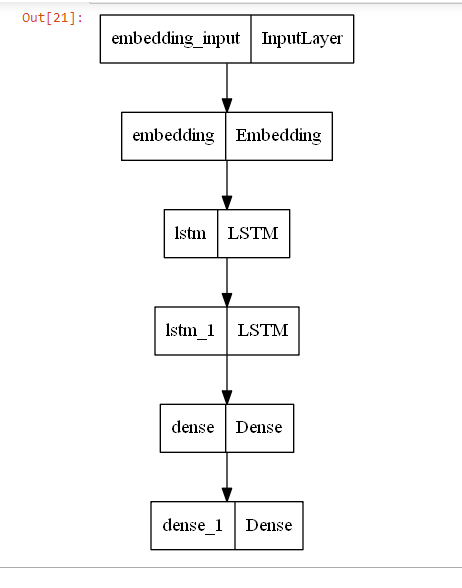 Out[21]:
embedding_input InputLayer
embedding Embedding
lstm LSTM
lstm_1 LSTM
dense Dense
dense_1 Dense